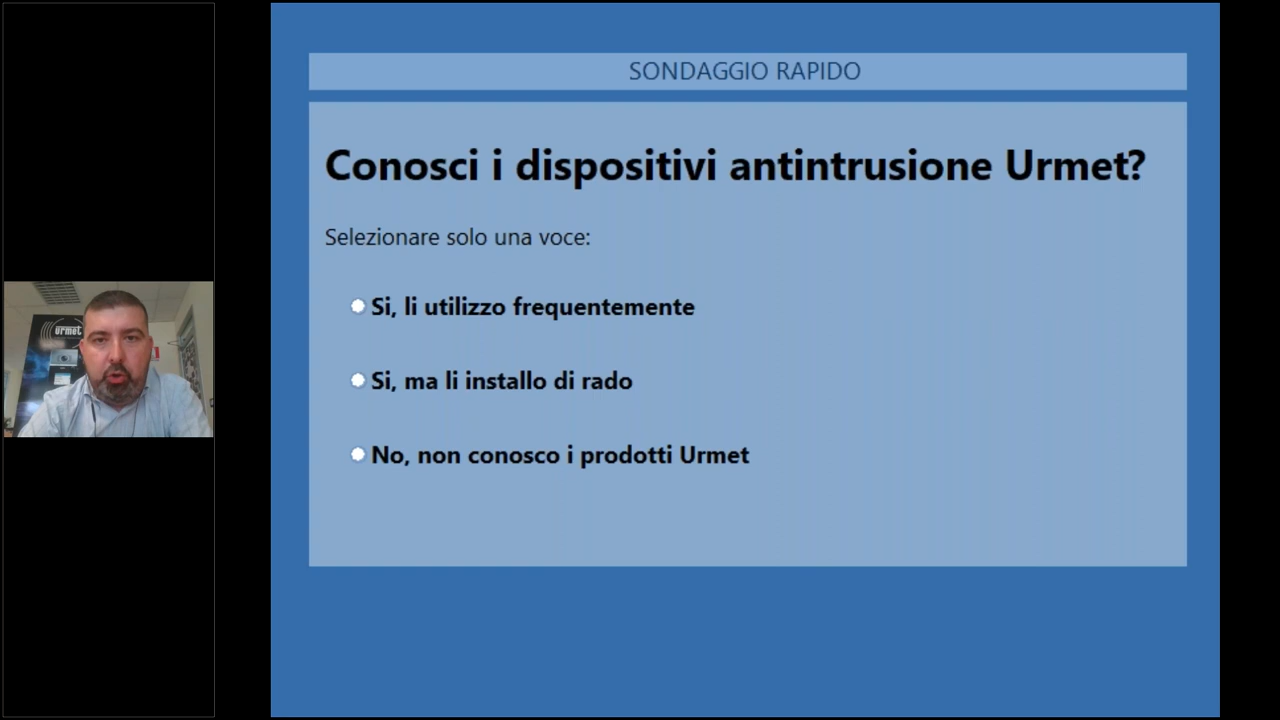 SONDAGGIO RAPIDO
Conosci i dispositivi antintrusione Urmet?
Selezionare solo una voce:
Si, li utilizzo frequentemente
Si, ma li installo di rado
No, non conosco i prodotti Urmet
urmet